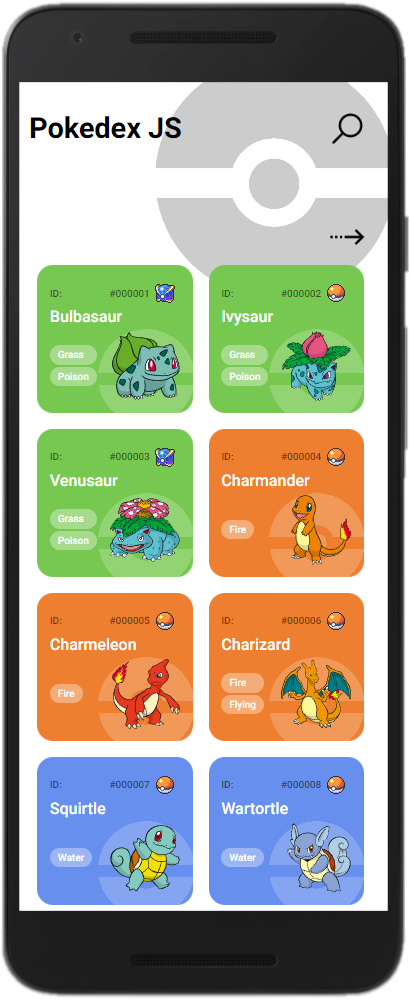 Pokedex JS
ID: #000001
Bulbasaur
Grass
Poison
ID: #000002
Ivysaur
Grass
Poison
ID: #000003
Venusaur
Grass
Poison
ID: #000004
Charmander
Fire
ID: #000005
Charmeleon
Fire
ID: #000006
Charizard
Fire
Flying
ID: #000007
Squirtle
Water
ID: #000008
Wartortle
Water